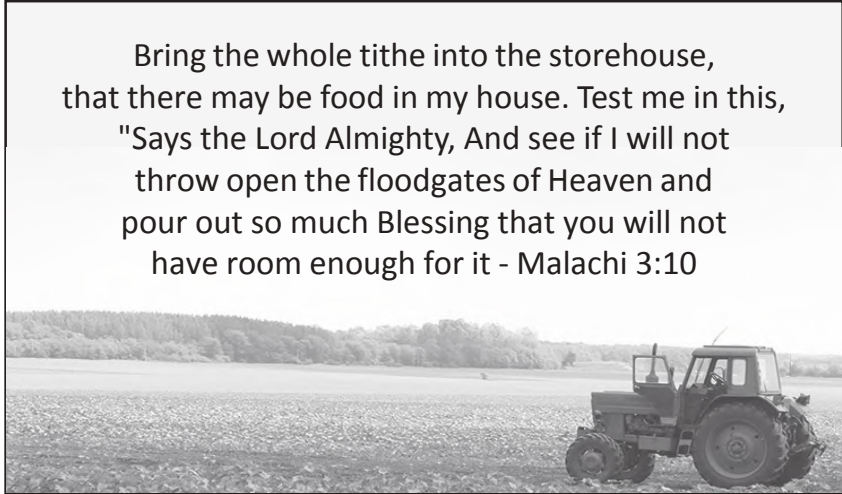 Bring the whole tithe into the storehouse,
that there may be food in my house. Test me in this,
"Says the Lord Almighty, And see if I will not
throw open the floodgates of Heaven and
pour out so much Blessing that you will not
have room enough for it - Malachi 3:10